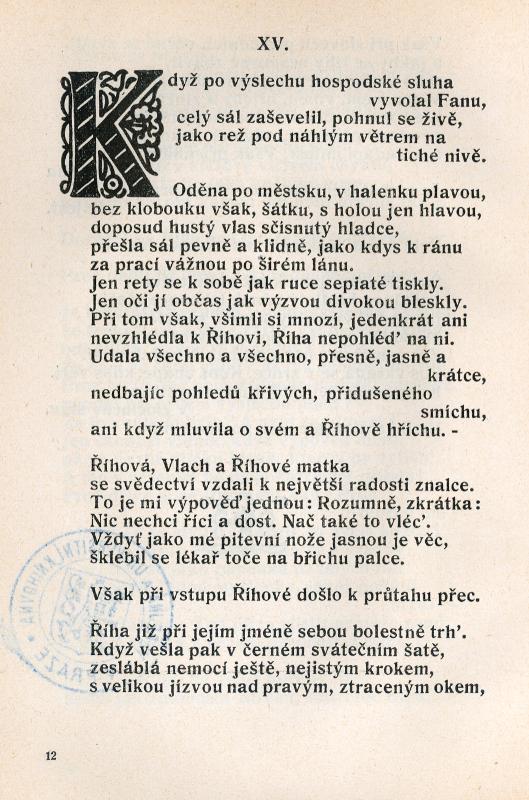 XV.
Když po výslechu hospodské sluha
vyvolal Fanu,
celý sál zaševelil, pohnul se živě,
jako rež pod náhlým větrem na
tiché nivě.
Oděna po městsku, v halenku plavou,
bez klobouku však, šátku, s holou jen hlavou,
doposud hustý vlas sčisnutý hladce,
přešla sál pevně a klidně, jako kdys k ránu
za prací vážnou po širém lánu.
Jen rety se k sobě jak ruce sepiaté tiskly.
Jen oči jí občas jak výzvou divokou bleskly.
Při tom však, všimli si mnozí, jedenkrát ani
nevzhlédla k Říhovi, Říha nepohléd' na ni.
Udala všechno a všechno, přesně, jasně a
krátce,
nedbajíc pohledů křivých, přidušeného
smíchu,
ani když mluvila o svém a Říhově hříchu. -
Říhová, Vlach a Říhové matka
se svědectví vzdali k největší radosti znalce.
To je mi výpověď jednou: Rozumně, zkrátka:
Nic nechci říci a dost. Nač také to vléc'.
Vždyť jako mé pitevní nože jasnou je věc,
šklebil se lékař toče na břichu palce.
Však při vstupu Říhové došlo k průtahu přec.
Říha již při jejím jméně sebou bolestně trh'.
Když vešla pak v černém svátečním šatě,
zesláblá nemocí ještě, nejistým krokem,
s velikou jízvou nad pravým, ztraceným okem,
12